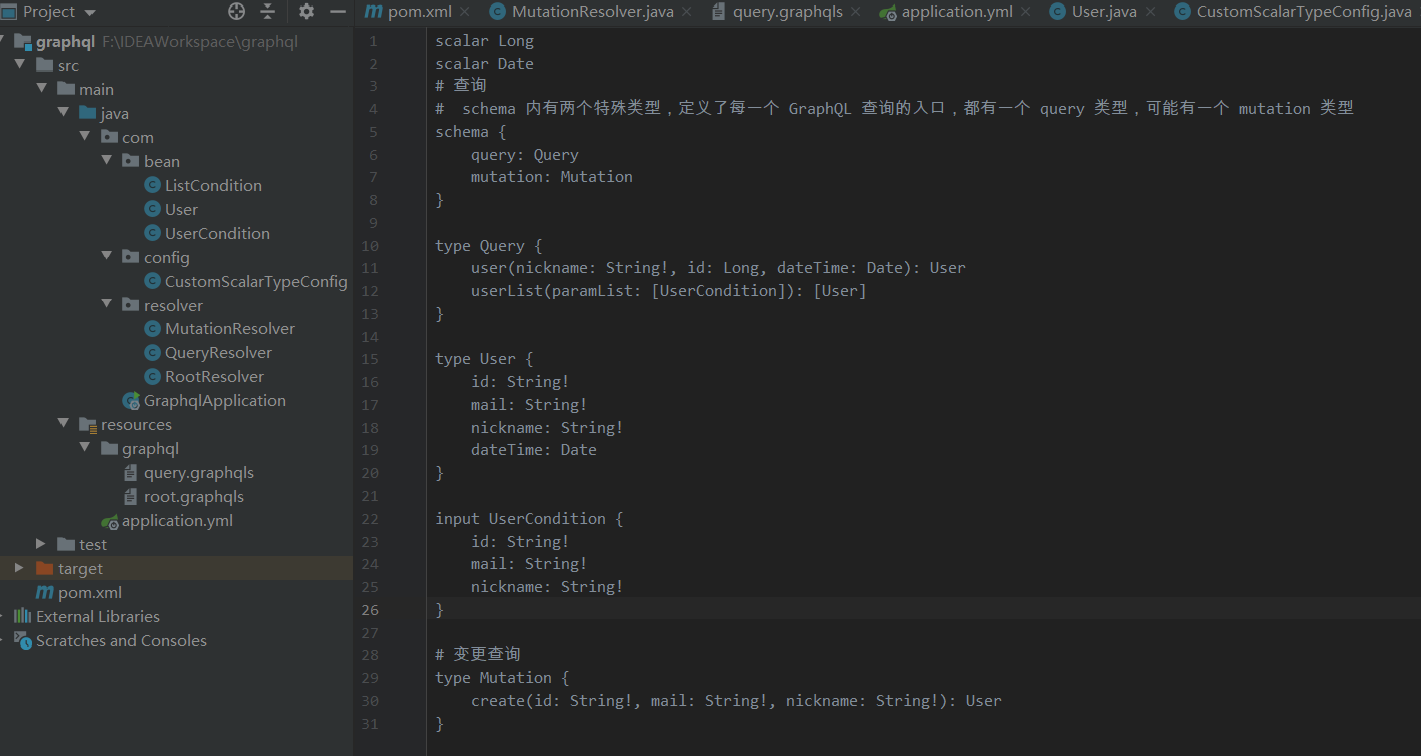 Project
pom.xml
MutationResolver.java
query.graphqls
application.yml
User.java
CustomScalarTypeConfig.java
graphql F:\IDEAWorkspace\graphql
src
main
java
com
bean
ListCondition
User
UserCondition
config
CustomScalarTypeConfig
resolver
MutationResolver
QueryResolver
RootResolver
GraphqlApplication
resources
graphql
query.graphqls
root.graphqls
application.yml
test
target
pom.xml
External Libraries
Scratches and Consoles
1 scalar Long
2 scalar Date
3 # 查询
4 #  schema 内有两个特殊类型，定义了每一个 GraphQL 查询的入口，都有一个 query 类型，可能有一个 mutation 类型
5 schema {
6     query: Query
7     mutation: Mutation
8 }
9
10 type Query {
11     user(nickname: String!, id: Long, dateTime: Date): User
12     userList(paramList: [UserCondition]): [User]
13 }
14
15 type User {
16     id: String!
17     mail: String!
18     nickname: String!
19     dateTime: Date
20 }
21
22 input UserCondition {
23     id: String!
24     mail: String!
25     nickname: String!
26 }
27
28 # 变更查询
29 type Mutation {
30     create(id: String!, mail: String!, nickname: String!): User
31 }